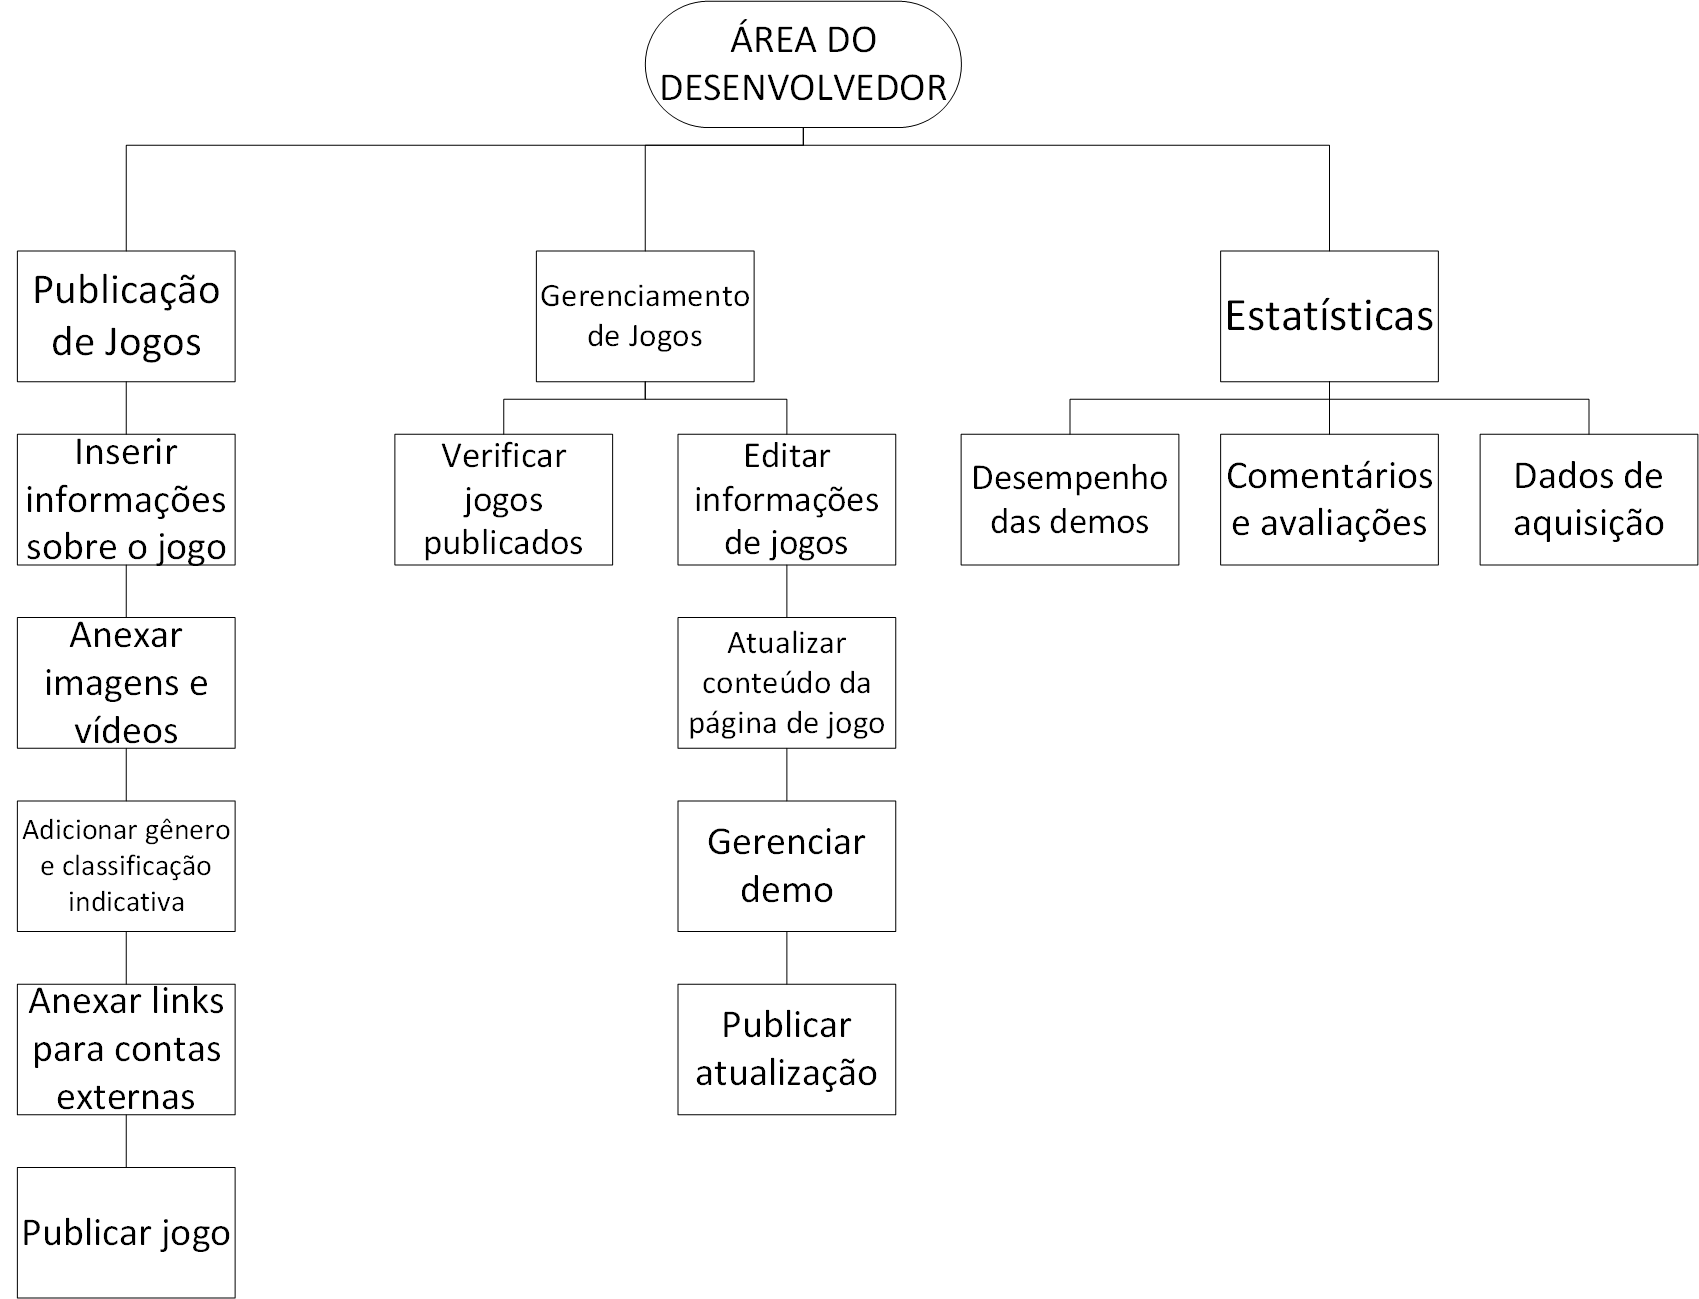 ÁREA DO
DESENVOLVEDOR
Publicação
de Jogos
Gerenciamento
de Jogos
Estatísticas
Inserir
informações
sobre o jogo
Verificar
jogos
publicados
Editar
informações
de jogos
Desempenho
das demos
Comentários
e avaliações
Dados de
aquisição
Anexar
imagens e
vídeos
Atualizar
conteúdo da
página de jogo
Adicionar gênero
e classificação
indicativa
Gerenciar
demo
Anexar links
para contas
externas
Publicar
atualização
Publicar jogo